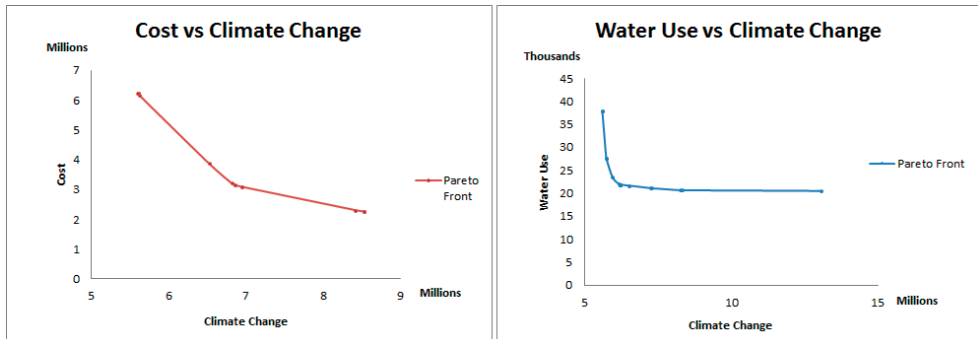 Cost vs Climate Change
Millions
7
6
5
4
3
2
1
0
Cost
5 6 7 8 9
Millions
Climate Change
Pareto
Front
Water Use vs Climate Change
Thousands
45
40
35
30
25
20
15
10
5
0
Water Use
5 10 15
Millions
Climate Change
Pareto Front